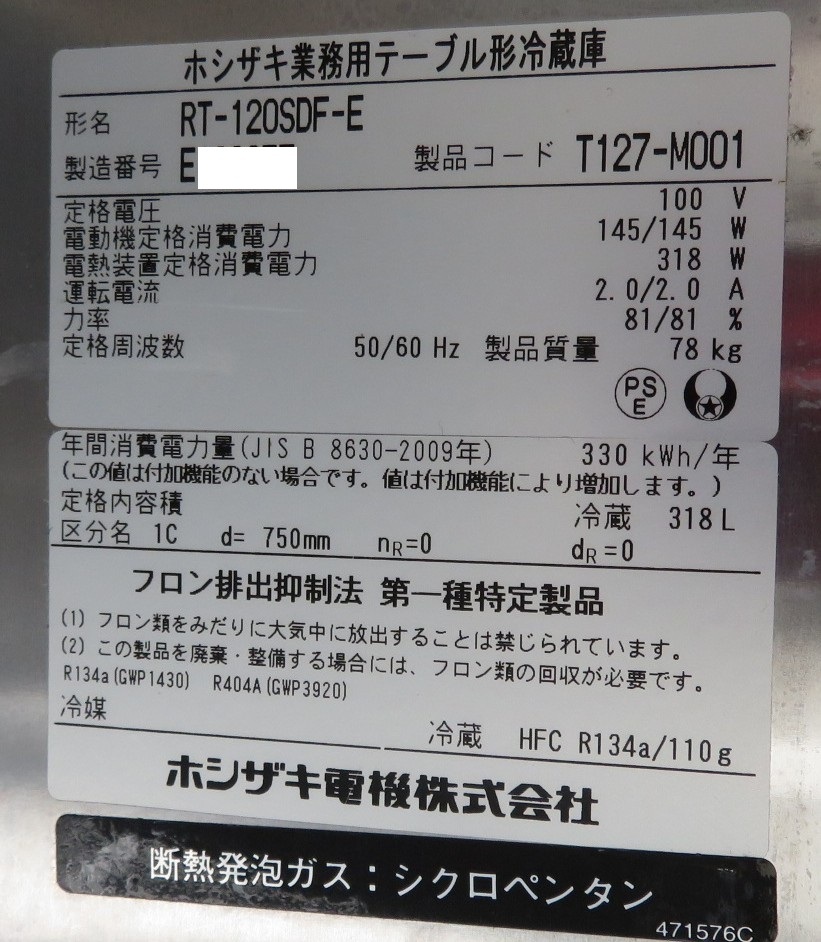 ホシザキ業務用テーブル形冷蔵庫
形名 RT-120SDF-E
製造番号 E
製品コード T127-M001
定格電圧 100 V
電動機定格消費電力 145/145 W
電熱装置定格消費電力 318 W
運転電流 2.0/2.0 A
力率 81/81 %
定格周波数 50/60 Hz 製品質量 78 kg
PS
E
年間消費電力量(JIS B 8630-2009年) 330 kWh/年
(この値は付加機能のない場合です。値は付加機能により増加します。)
定格内容積 冷蔵 318L
区分名 1C d= 750mm nR=0 dR=0
フロン排出抑制法 第一種特定製品
(1) フロン類をみだりに大気中に放出することは禁じられています。
(2) この製品を廃棄・整備する場合には、フロン類の回収が必要です。
R134a(GWP1430) R404A(GWP3920)
冷媒
冷蔵 HFC R134a/110g
ホシザキ電機株式会社
断熱発泡ガス：シクロペンタン
471576C